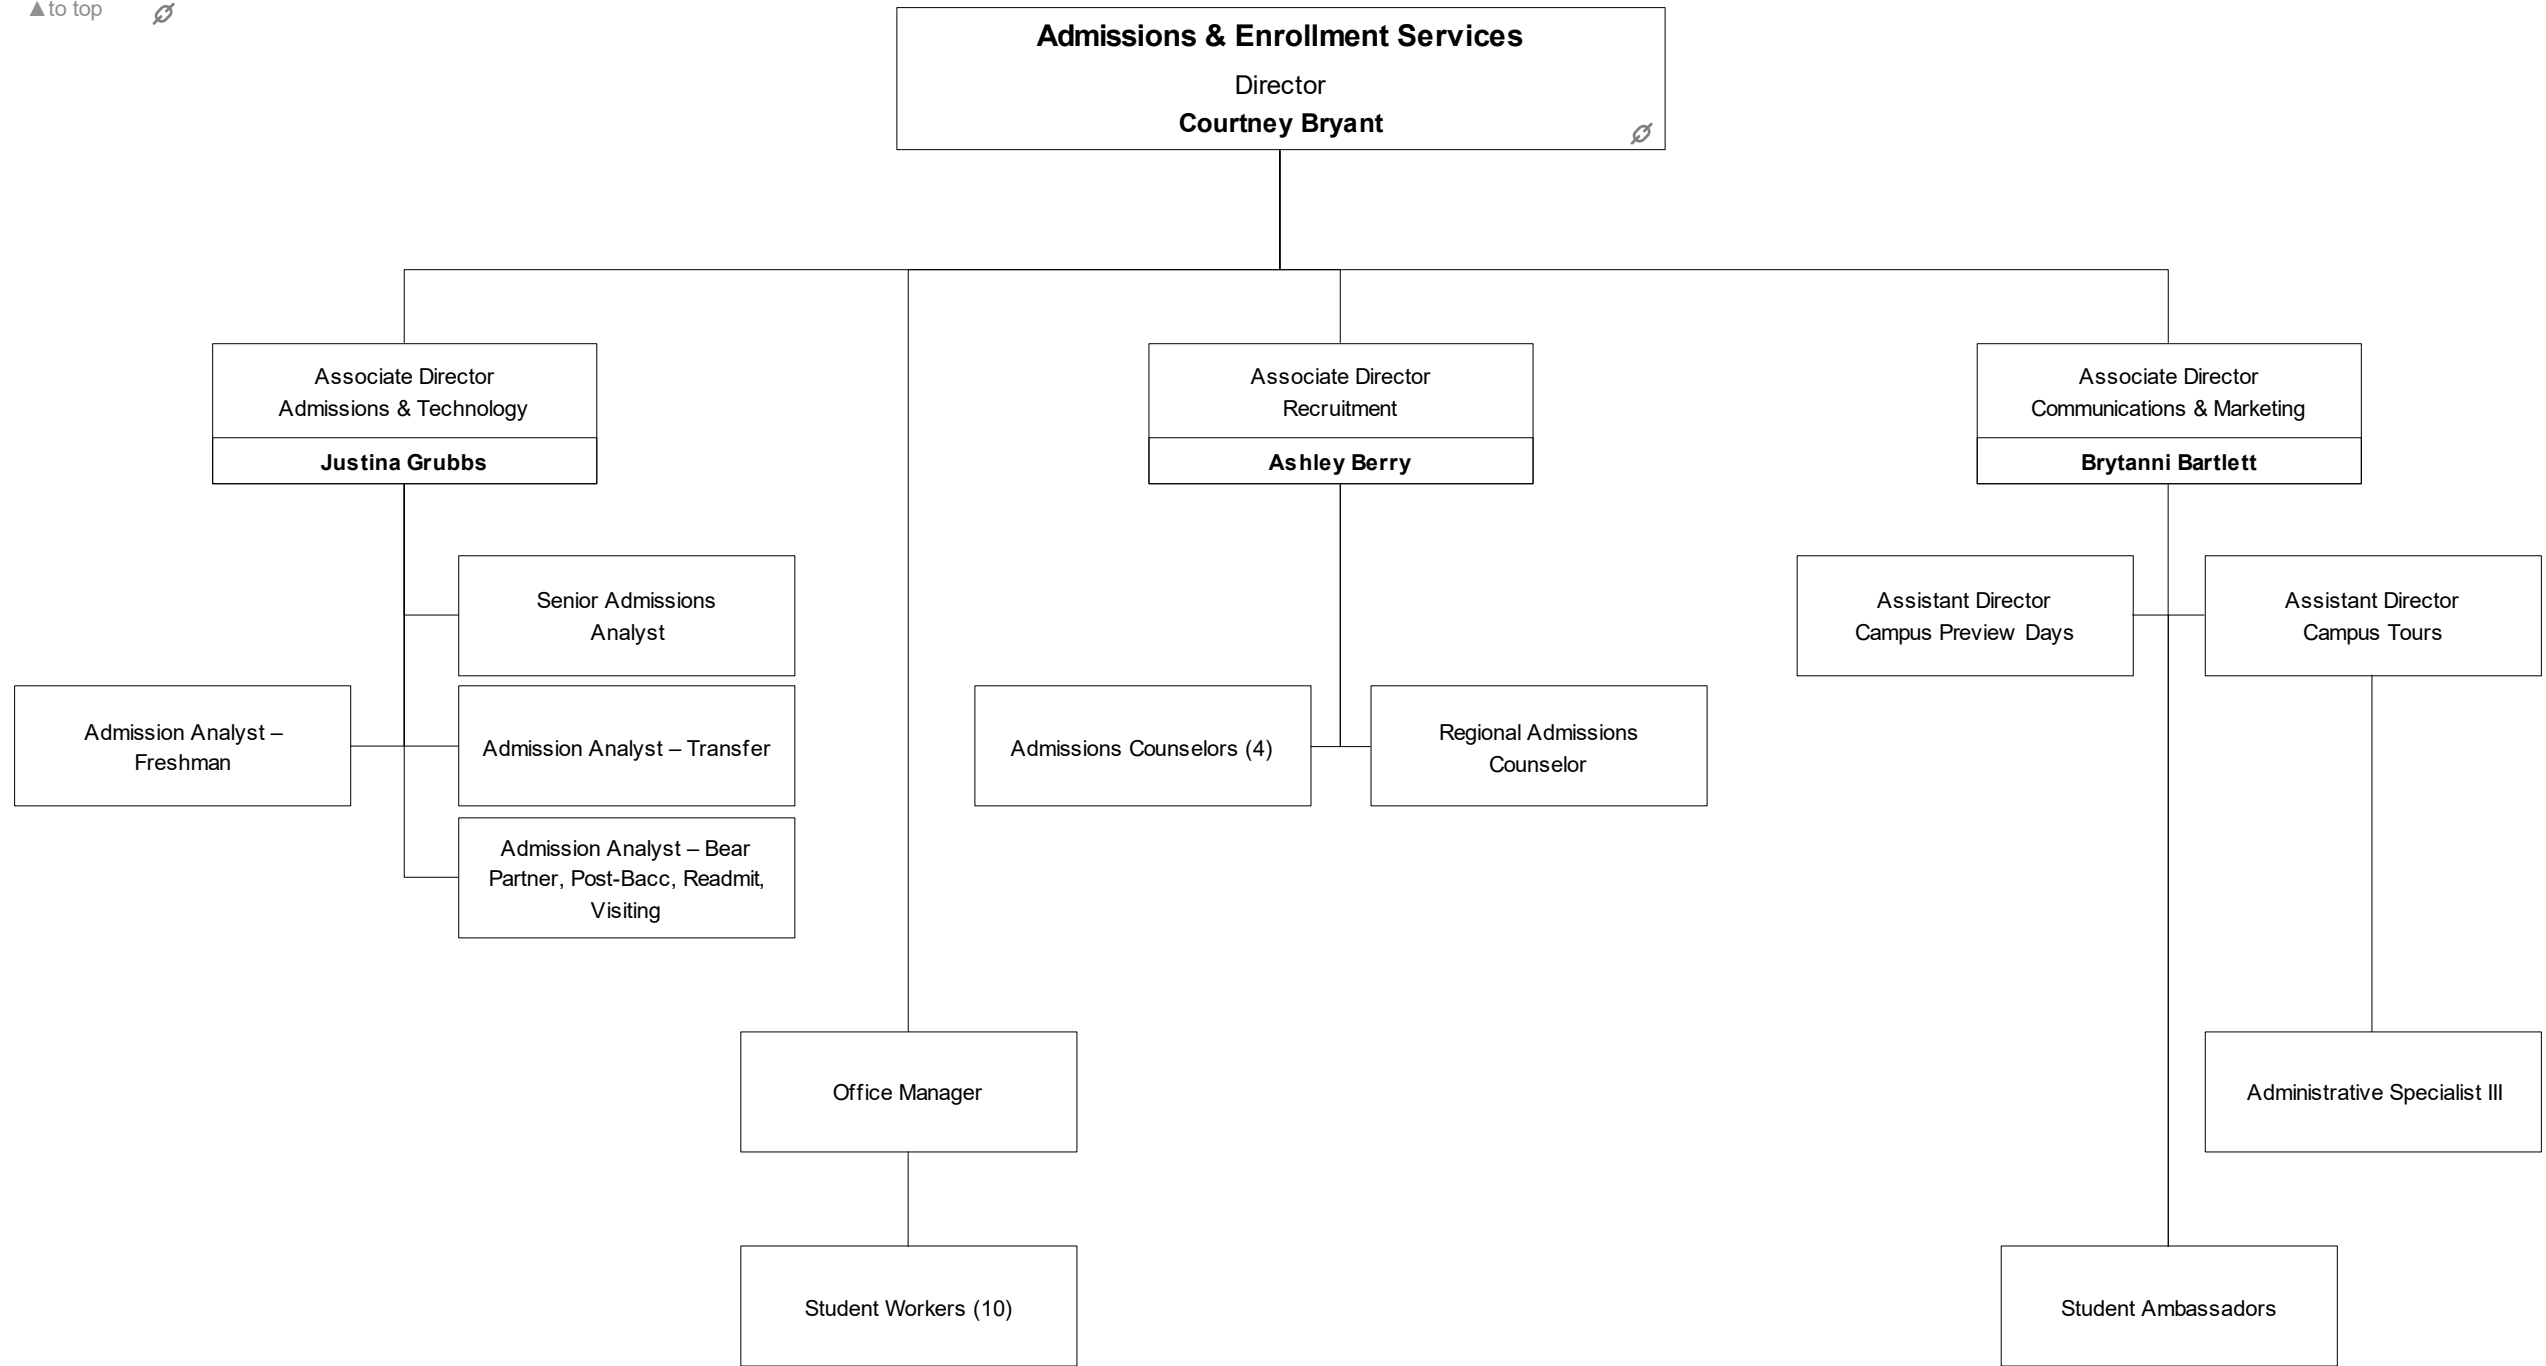 ▲to top
Admissions & Enrollment Services
Director
Courtney Bryant
Associate Director
Admissions & Technology
Justina Grubbs
Associate Director
Recruitment
Ashley Berry
Associate Director
Communications & Marketing
Brytanni Bartlett
Senior Admissions
Analyst
Assistant Director
Campus Preview Days
Assistant Director
Campus Tours
Admission Analyst –
Freshman
Admission Analyst – Transfer
Admissions Counselors (4)
Regional Admissions
Counselor
Admission Analyst – Bear
Partner, Post-Bacc, Readmit,
Visiting
Office Manager
Administrative Specialist III
Student Workers (10)
Student Ambassadors